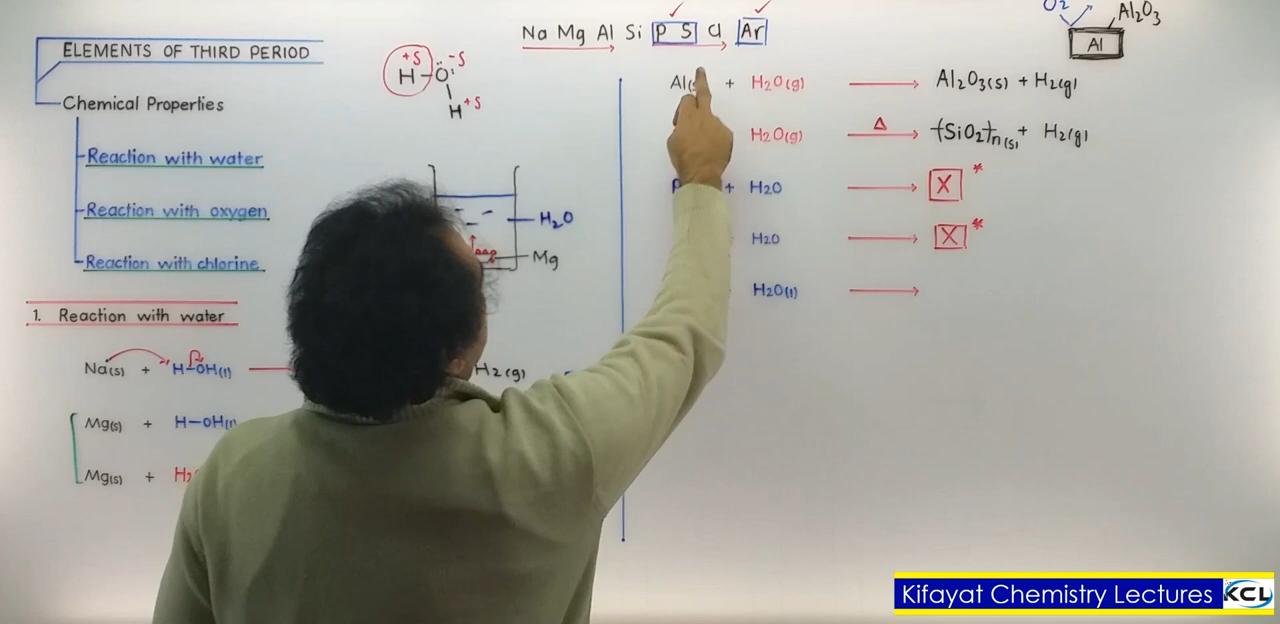 ELEMENTS OF THIRD PERIOD
Chemical Properties
Reaction with water
Reaction with oxygen
Reaction with chlorine
1. Reaction with water
Na(s) + H-OH(l) H2(g)
Mg(s) + H-OH(l)
Mg(s) +
+δ H-Ö: -δ
H +δ
H2O
Mg
Na Mg Al Si P S Cl Ar
O2 Al2O3
Al
Al(s) + H2O(g) → Al2O3(s) + H2(g)
H2O(g) Δ → (SiO2)n(s) + H2(g)
P + H2O → X *
H2O → X *
H2O(l) →
Kifayat Chemistry Lectures KCL